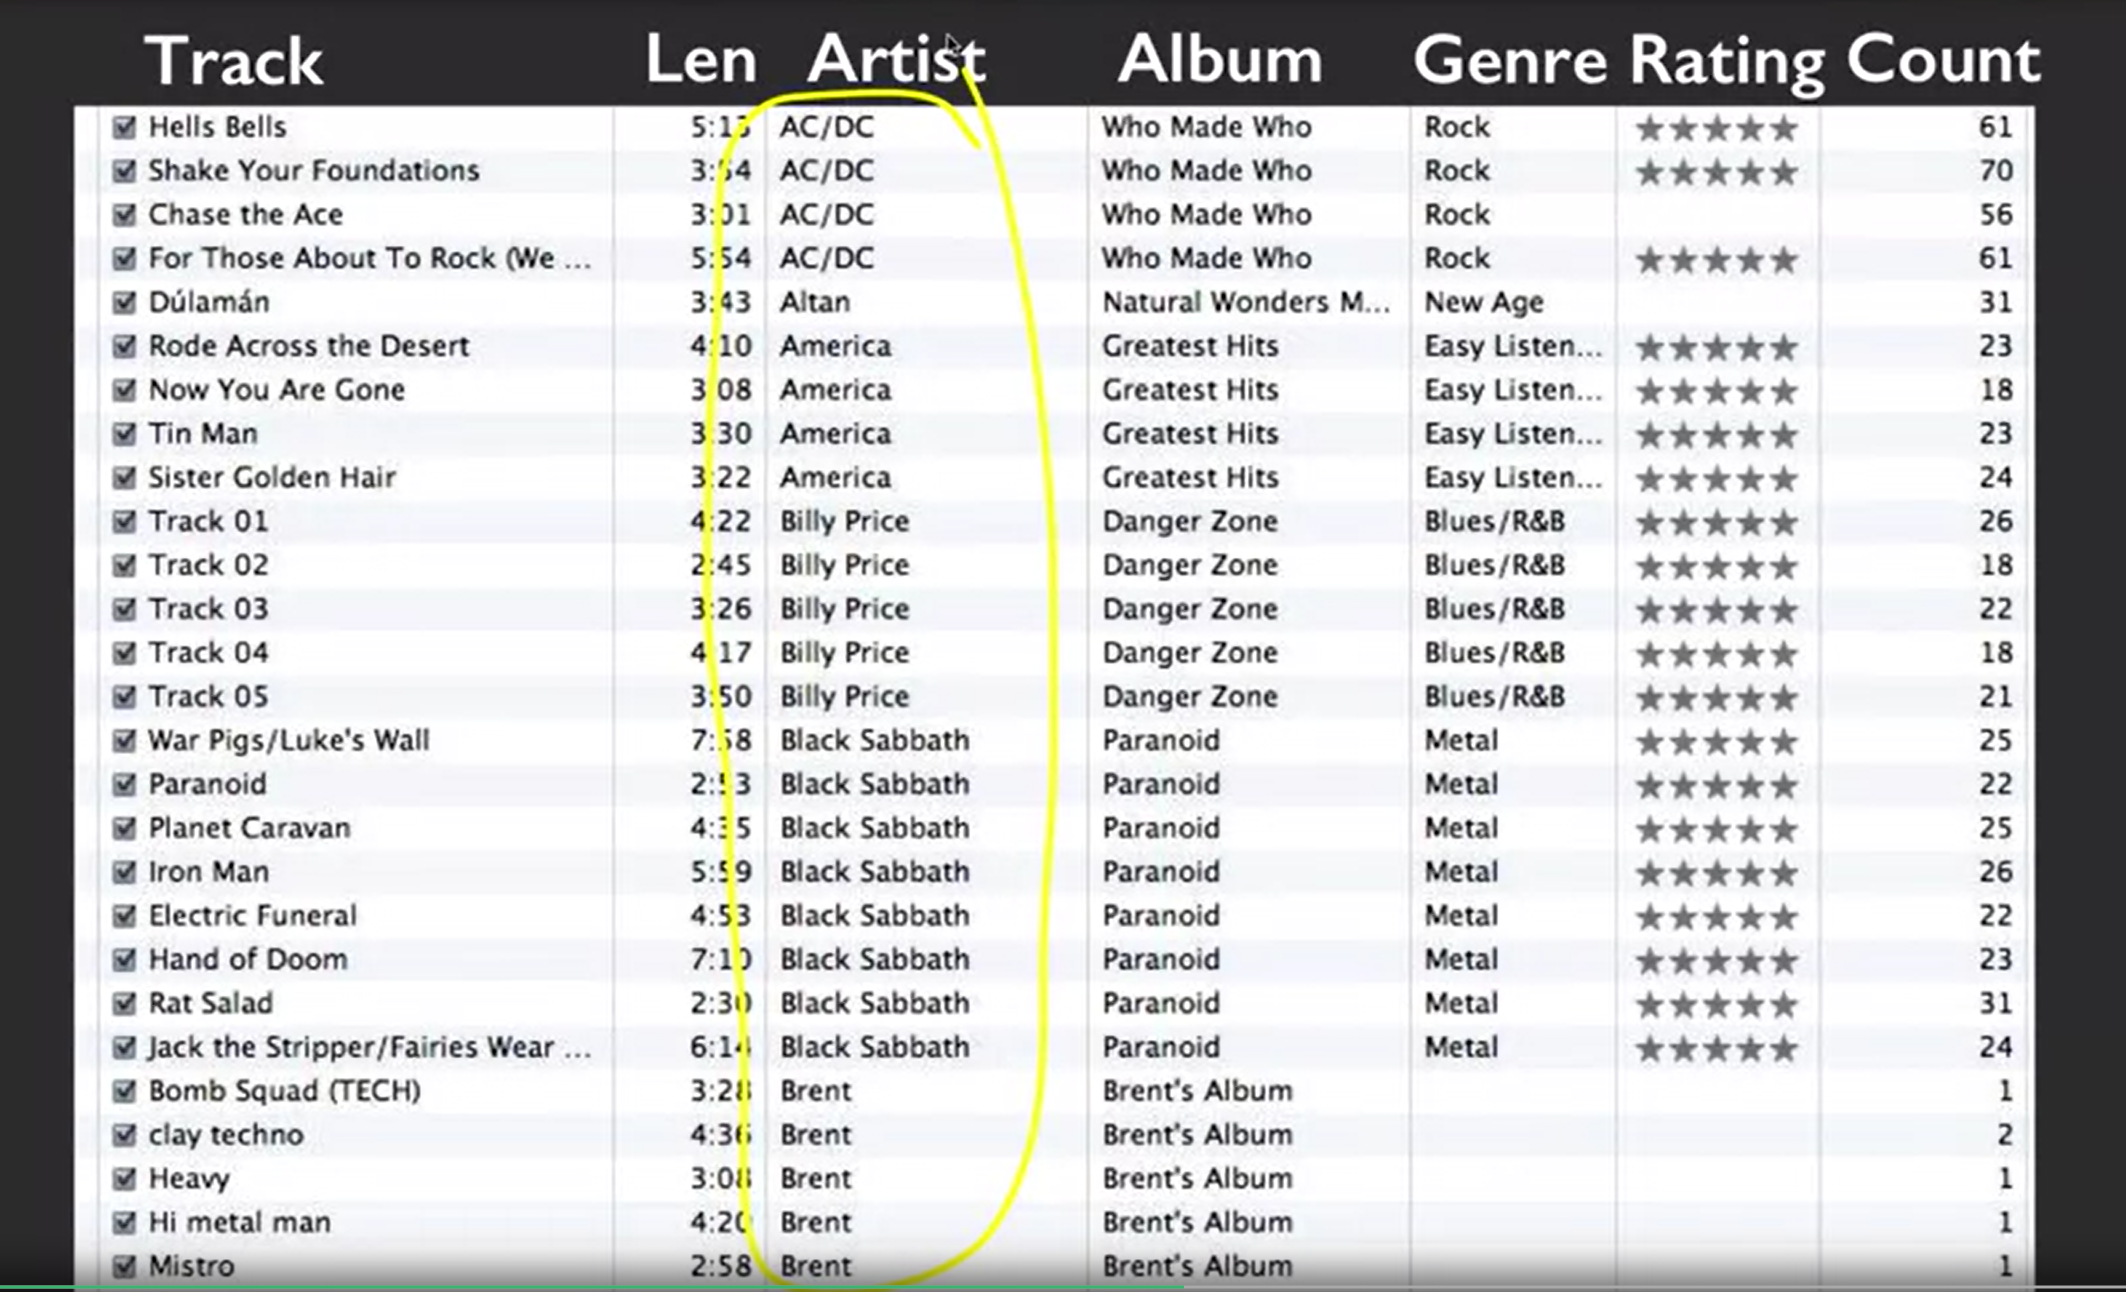 Track Len Artist Album Genre Rating Count
Hells Bells 5:13 AC/DC Who Made Who Rock ★★★★★ 61
Shake Your Foundations 3:54 AC/DC Who Made Who Rock ★★★★★ 70
Chase the Ace 3:01 AC/DC Who Made Who Rock 56
For Those About To Rock (We ... 5:54 AC/DC Who Made Who Rock ★★★★★ 61
Dúlamán 3:43 Altan Natural Wonders M... New Age 31
Rode Across the Desert 4:10 America Greatest Hits Easy Listen... ★★★★★ 23
Now You Are Gone 3:08 America Greatest Hits Easy Listen... ★★★★★ 18
Tin Man 3:30 America Greatest Hits Easy Listen... ★★★★★ 23
Sister Golden Hair 3:22 America Greatest Hits Easy Listen... ★★★★★ 24
Track 01 4:22 Billy Price Danger Zone Blues/R&B ★★★★★ 26
Track 02 2:45 Billy Price Danger Zone Blues/R&B ★★★★★ 18
Track 03 3:26 Billy Price Danger Zone Blues/R&B ★★★★★ 22
Track 04 4:17 Billy Price Danger Zone Blues/R&B ★★★★★ 18
Track 05 3:50 Billy Price Danger Zone Blues/R&B ★★★★★ 21
War Pigs/Luke's Wall 7:58 Black Sabbath Paranoid Metal ★★★★★ 25
Paranoid 2:53 Black Sabbath Paranoid Metal ★★★★★ 22
Planet Caravan 4:35 Black Sabbath Paranoid Metal ★★★★★ 25
Iron Man 5:59 Black Sabbath Paranoid Metal ★★★★★ 26
Electric Funeral 4:53 Black Sabbath Paranoid Metal ★★★★★ 22
Hand of Doom 7:10 Black Sabbath Paranoid Metal ★★★★★ 23
Rat Salad 2:30 Black Sabbath Paranoid Metal ★★★★★ 31
Jack the Stripper/Fairies Wear ... 6:14 Black Sabbath Paranoid Metal ★★★★★ 24
Bomb Squad (TECH) 3:28 Brent Brent's Album 1
clay techno 4:36 Brent Brent's Album 2
Heavy 3:08 Brent Brent's Album 1
Hi metal man 4:20 Brent Brent's Album 1
Mistro 2:58 Brent Brent's Album 1